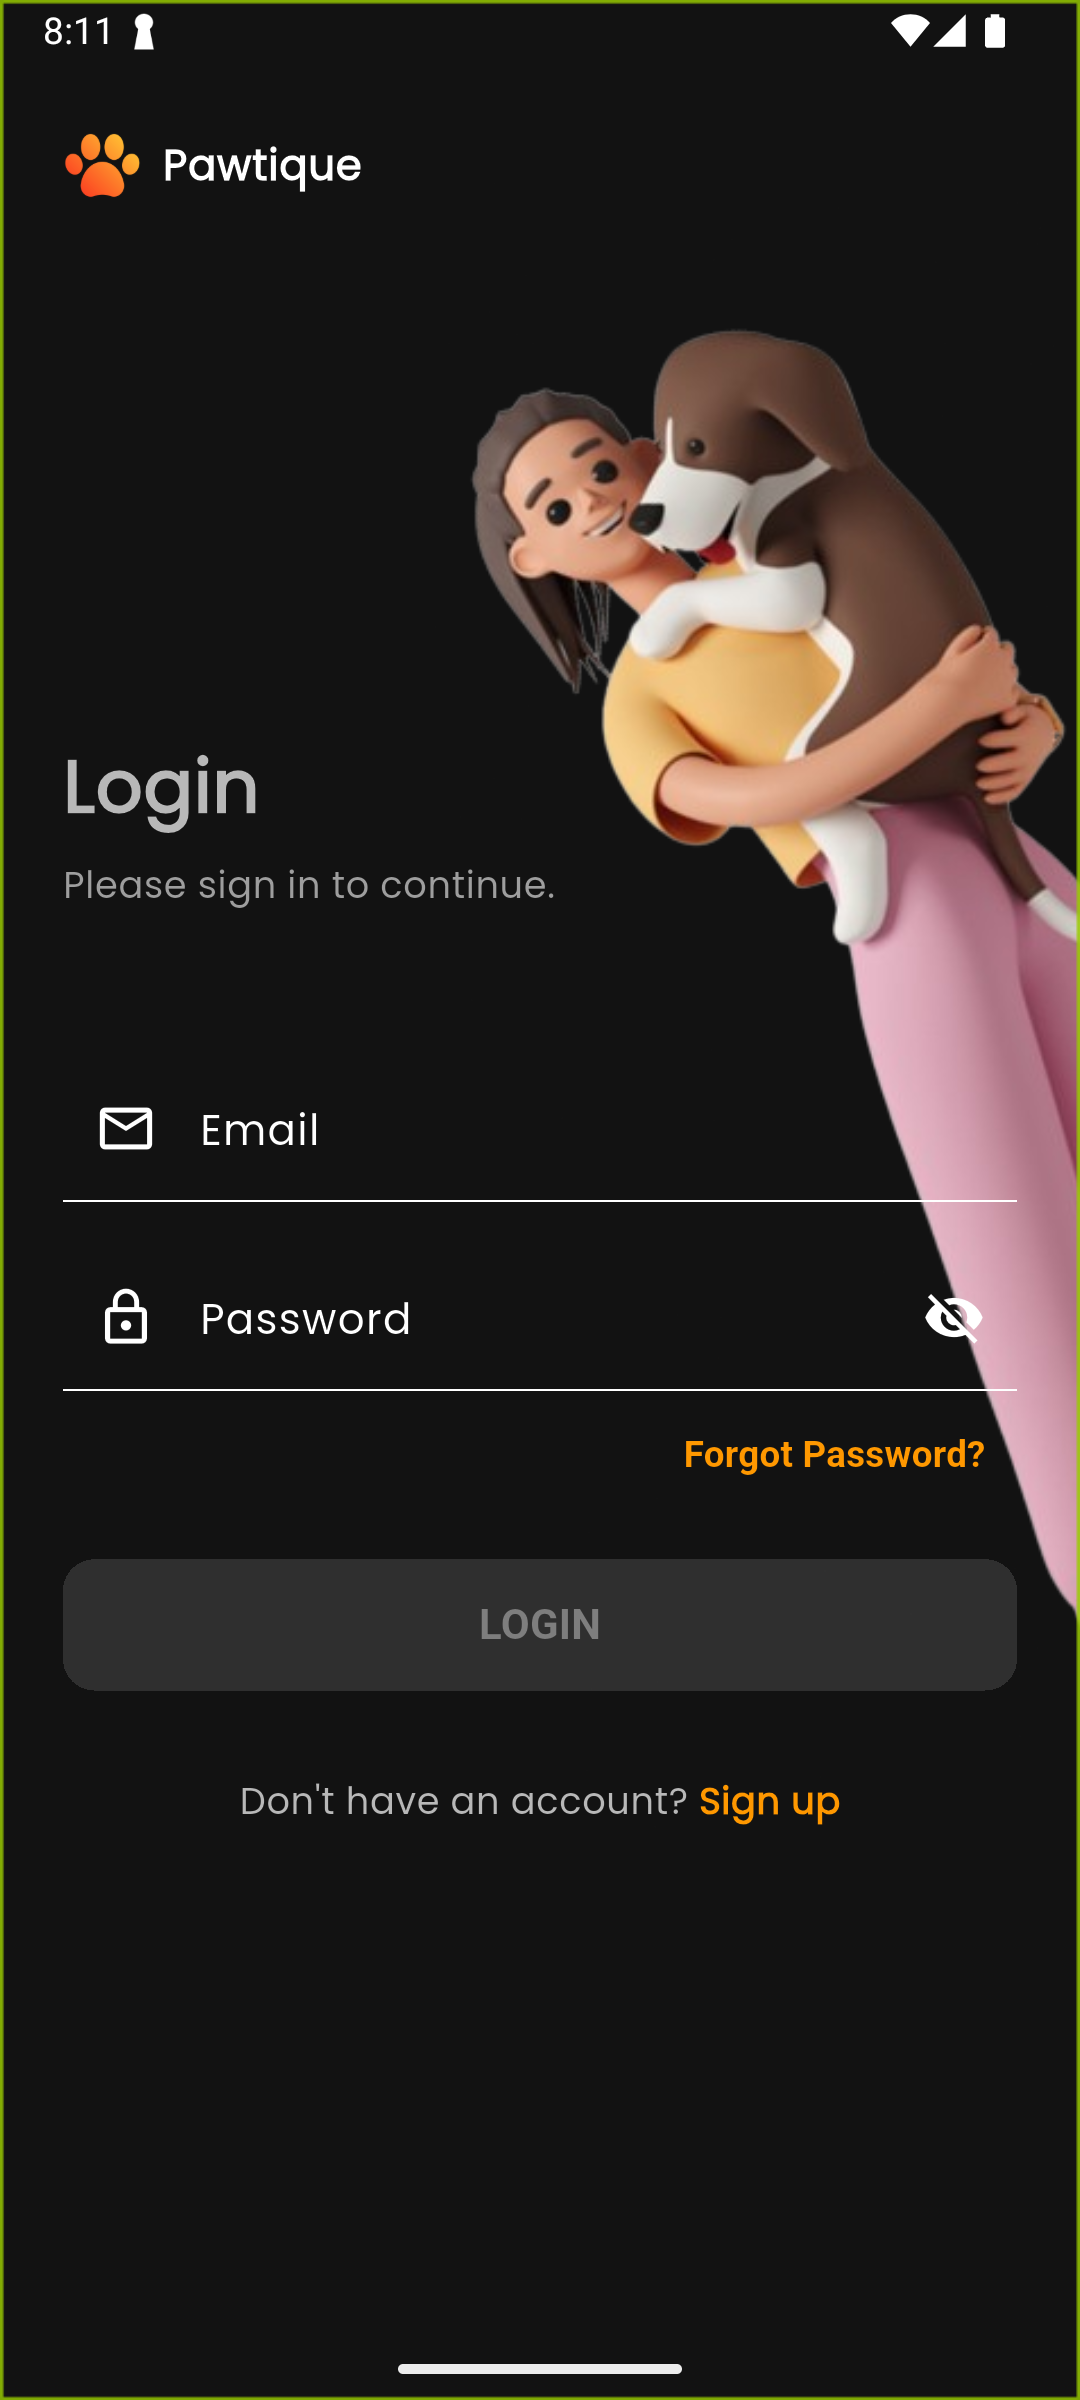 8:11
Pawtique
Login
Please sign in to continue.
Email
Password
Forgot Password?
LOGIN
Don't have an account? Sign up